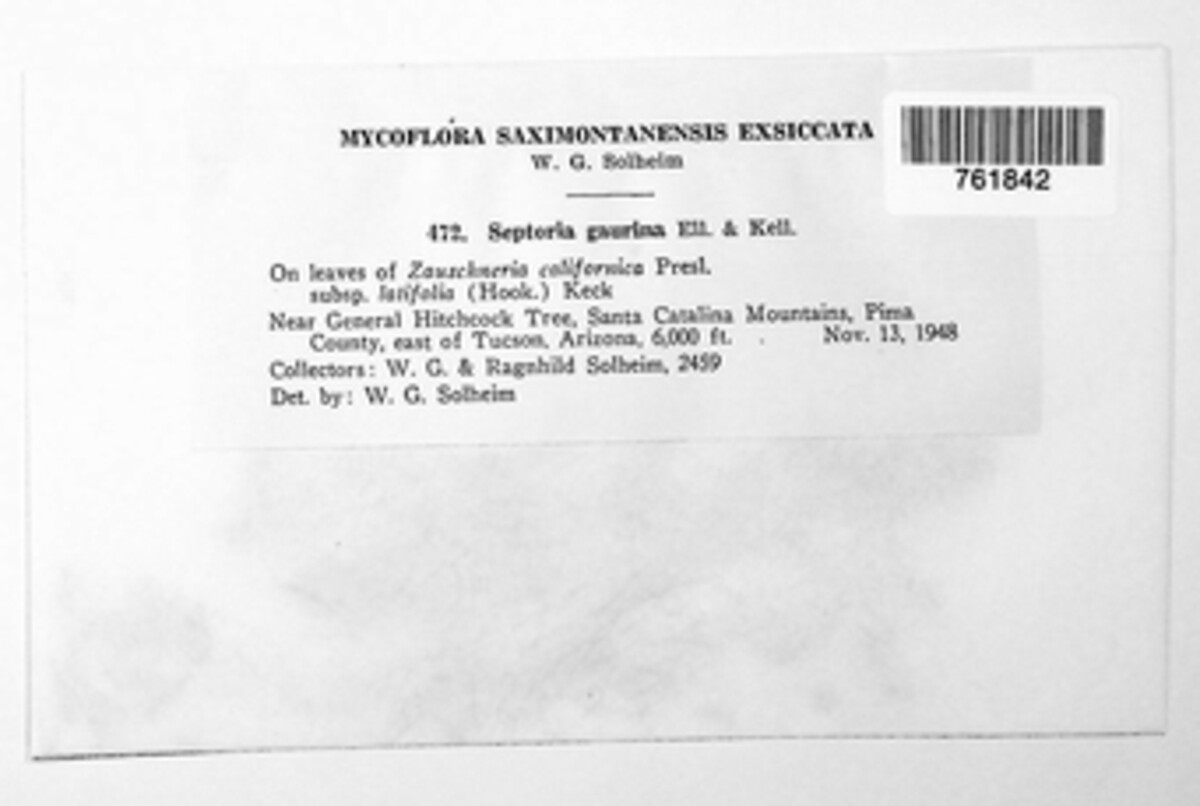 MYCOFLORA SAXIMONTANENSIS EXSICCATA
W. G. Solheim
761842
472. Septoria gaurina Ell. & Kell.
On leaves of Zauschneria californica Presl.
subsp. latifolia (Hook.) Keck
Near General Hitchcock Tree, Santa Catalina Mountains, Pima
County, east of Tucson, Arizona, 6,000 ft. Nov. 13, 1948
Collectors: W. G. & Ragnhild Solheim, 2459
Det. by: W. G. Solheim